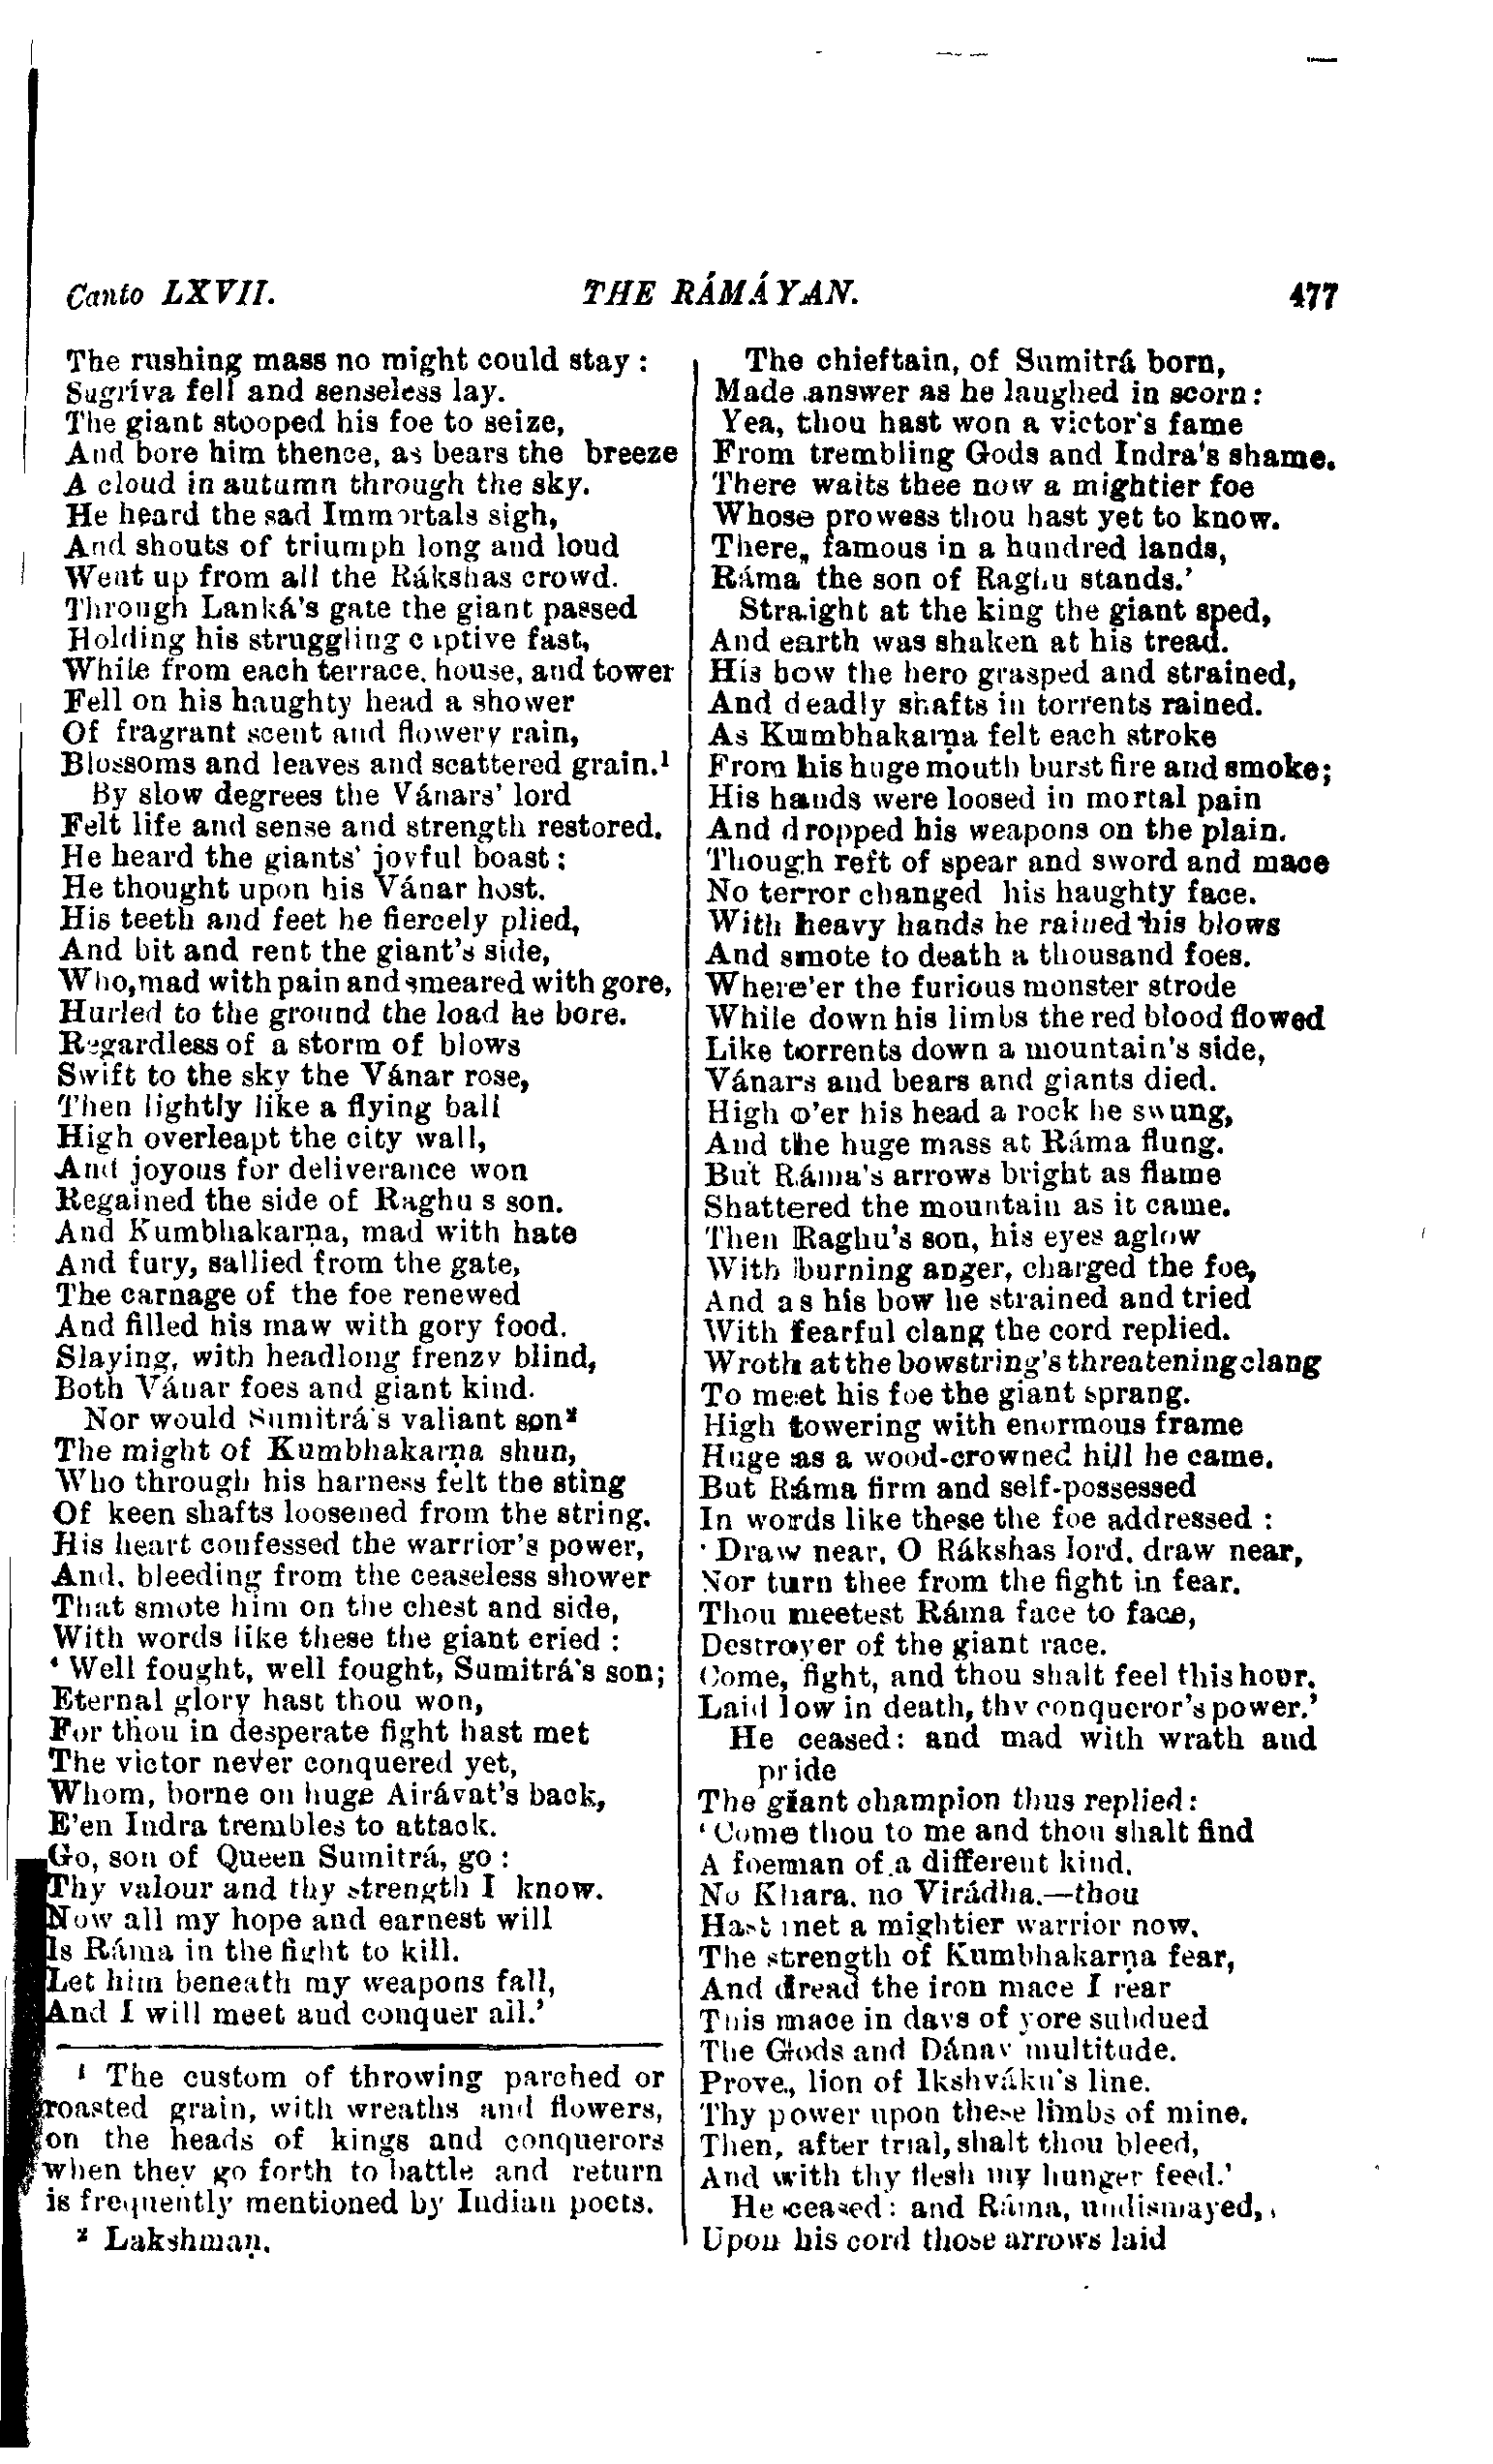 Canto LXVII. THE RÁMÁYAN. 477
The rushing mass no might could stay:
Sugríva fell and senseless lay.
The giant stooped his foe to seize,
And bore him thence, as bears the breeze
A cloud in autumn through the sky.
He heard the sad Immortals sigh,
And shouts of triumph long and loud
Went up from all the Rákshas crowd.
Through Lanká's gate the giant passed
Holding his struggling captive fast,
While from each terrace, house, and tower
Fell on his haughty head a shower
Of fragrant scent and flowery rain,
Blossoms and leaves and scattered grain.¹
By slow degrees the Vánars' lord
Felt life and sense and strength restored.
He heard the giants' joyful boast:
He thought upon his Vánar host.
His teeth and feet he fiercely plied,
And bit and rent the giant's side,
Who, mad with pain and smeared with gore,
Hurled to the ground the load he bore.
Regardless of a storm of blows
Swift to the sky the Vánar rose,
Then lightly like a flying ball
High overleapt the city wall,
And joyous for deliverance won
Regained the side of Raghu s son.
And Kumbhakarṇa, mad with hate
And fury, sallied from the gate,
The carnage of the foe renewed
And filled his maw with gory food.
Slaying, with headlong frenzy blind,
Both Vánar foes and giant kind.
Nor would Sumitrá's valiant son²
The might of Kumbhakarṇa shun,
Who through his harness felt the sting
Of keen shafts loosened from the string.
His heart confessed the warrior's power,
And, bleeding from the ceaseless shower
That smote him on the chest and side,
With words like these the giant cried:
'Well fought, well fought, Sumitrá's son;
Eternal glory hast thou won,
For thou in desperate fight hast met
The victor never conquered yet,
Whom, borne on huge Airávat's back,
E'en Indra trembles to attack.
Go, son of Queen Sumitrá, go:
Thy valour and thy strength I know.
Now all my hope and earnest will
Is Ráma in the fight to kill.
Let him beneath my weapons fall,
And I will meet and conquer all.'
¹ The custom of throwing parched or
roasted grain, with wreaths and flowers,
on the heads of kings and conquerors
when they go forth to battle and return
is frequently mentioned by Indian poets.
² Lakshmaṇ.
The chieftain, of Sumitrá born,
Made answer as he laughed in scorn:
Yea, thou hast won a victor's fame
From trembling Gods and Indra's shame.
There waits thee now a mightier foe
Whose prowess thou hast yet to know.
There, famous in a hundred lands,
Ráma the son of Raghu stands.'
Straight at the king the giant sped,
And earth was shaken at his tread.
His bow the hero grasped and strained,
And deadly shafts in torrents rained.
As Kumbhakarṇa felt each stroke
From his huge mouth burst fire and smoke;
His hands were loosed in mortal pain
And dropped his weapons on the plain.
Though reft of spear and sword and mace
No terror changed his haughty face.
With heavy hands he rained his blows
And smote to death a thousand foes.
Where'er the furious monster strode
While down his limbs the red blood flowed
Like torrents down a mountain's side,
Vánars and bears and giants died.
High o'er his head a rock he swung,
And the huge mass at Ráma flung.
But Ráma's arrows bright as flame
Shattered the mountain as it came.
Then Raghu's son, his eyes aglow
With burning anger, charged the foe,
And as his bow he strained and tried
With fearful clang the cord replied.
Wroth at the bowstring's threatening clang
To meet his foe the giant sprang.
High towering with enormous frame
Huge as a wood-crowned hill he came.
But Ráma firm and self-possessed
In words like these the foe addressed:
'Draw near, O Rákshas lord, draw near,
Nor turn thee from the fight in fear.
Thou meetest Ráma face to face,
Destroyer of the giant race.
Come, fight, and thou shalt feel this hour,
Laid low in death, thy conqueror's power.'
He ceased: and mad with wrath and
pride
The giant champion thus replied:
'Come thou to me and thou shalt find
A foeman of a different kind.
No Khara, no Virádha,—thou
Hast met a mightier warrior now.
The strength of Kumbhakarṇa fear,
And dread the iron mace I rear
This mace in days of yore subdued
The Gods and Dánav multitude.
Prove, lion of Ikshváku's line,
Thy power upon these limbs of mine.
Then, after trial, shalt thou bleed,
And with thy flesh my hunger feed.'
He ceased: and Ráma, undismayed,
Upon his cord those arrows laid